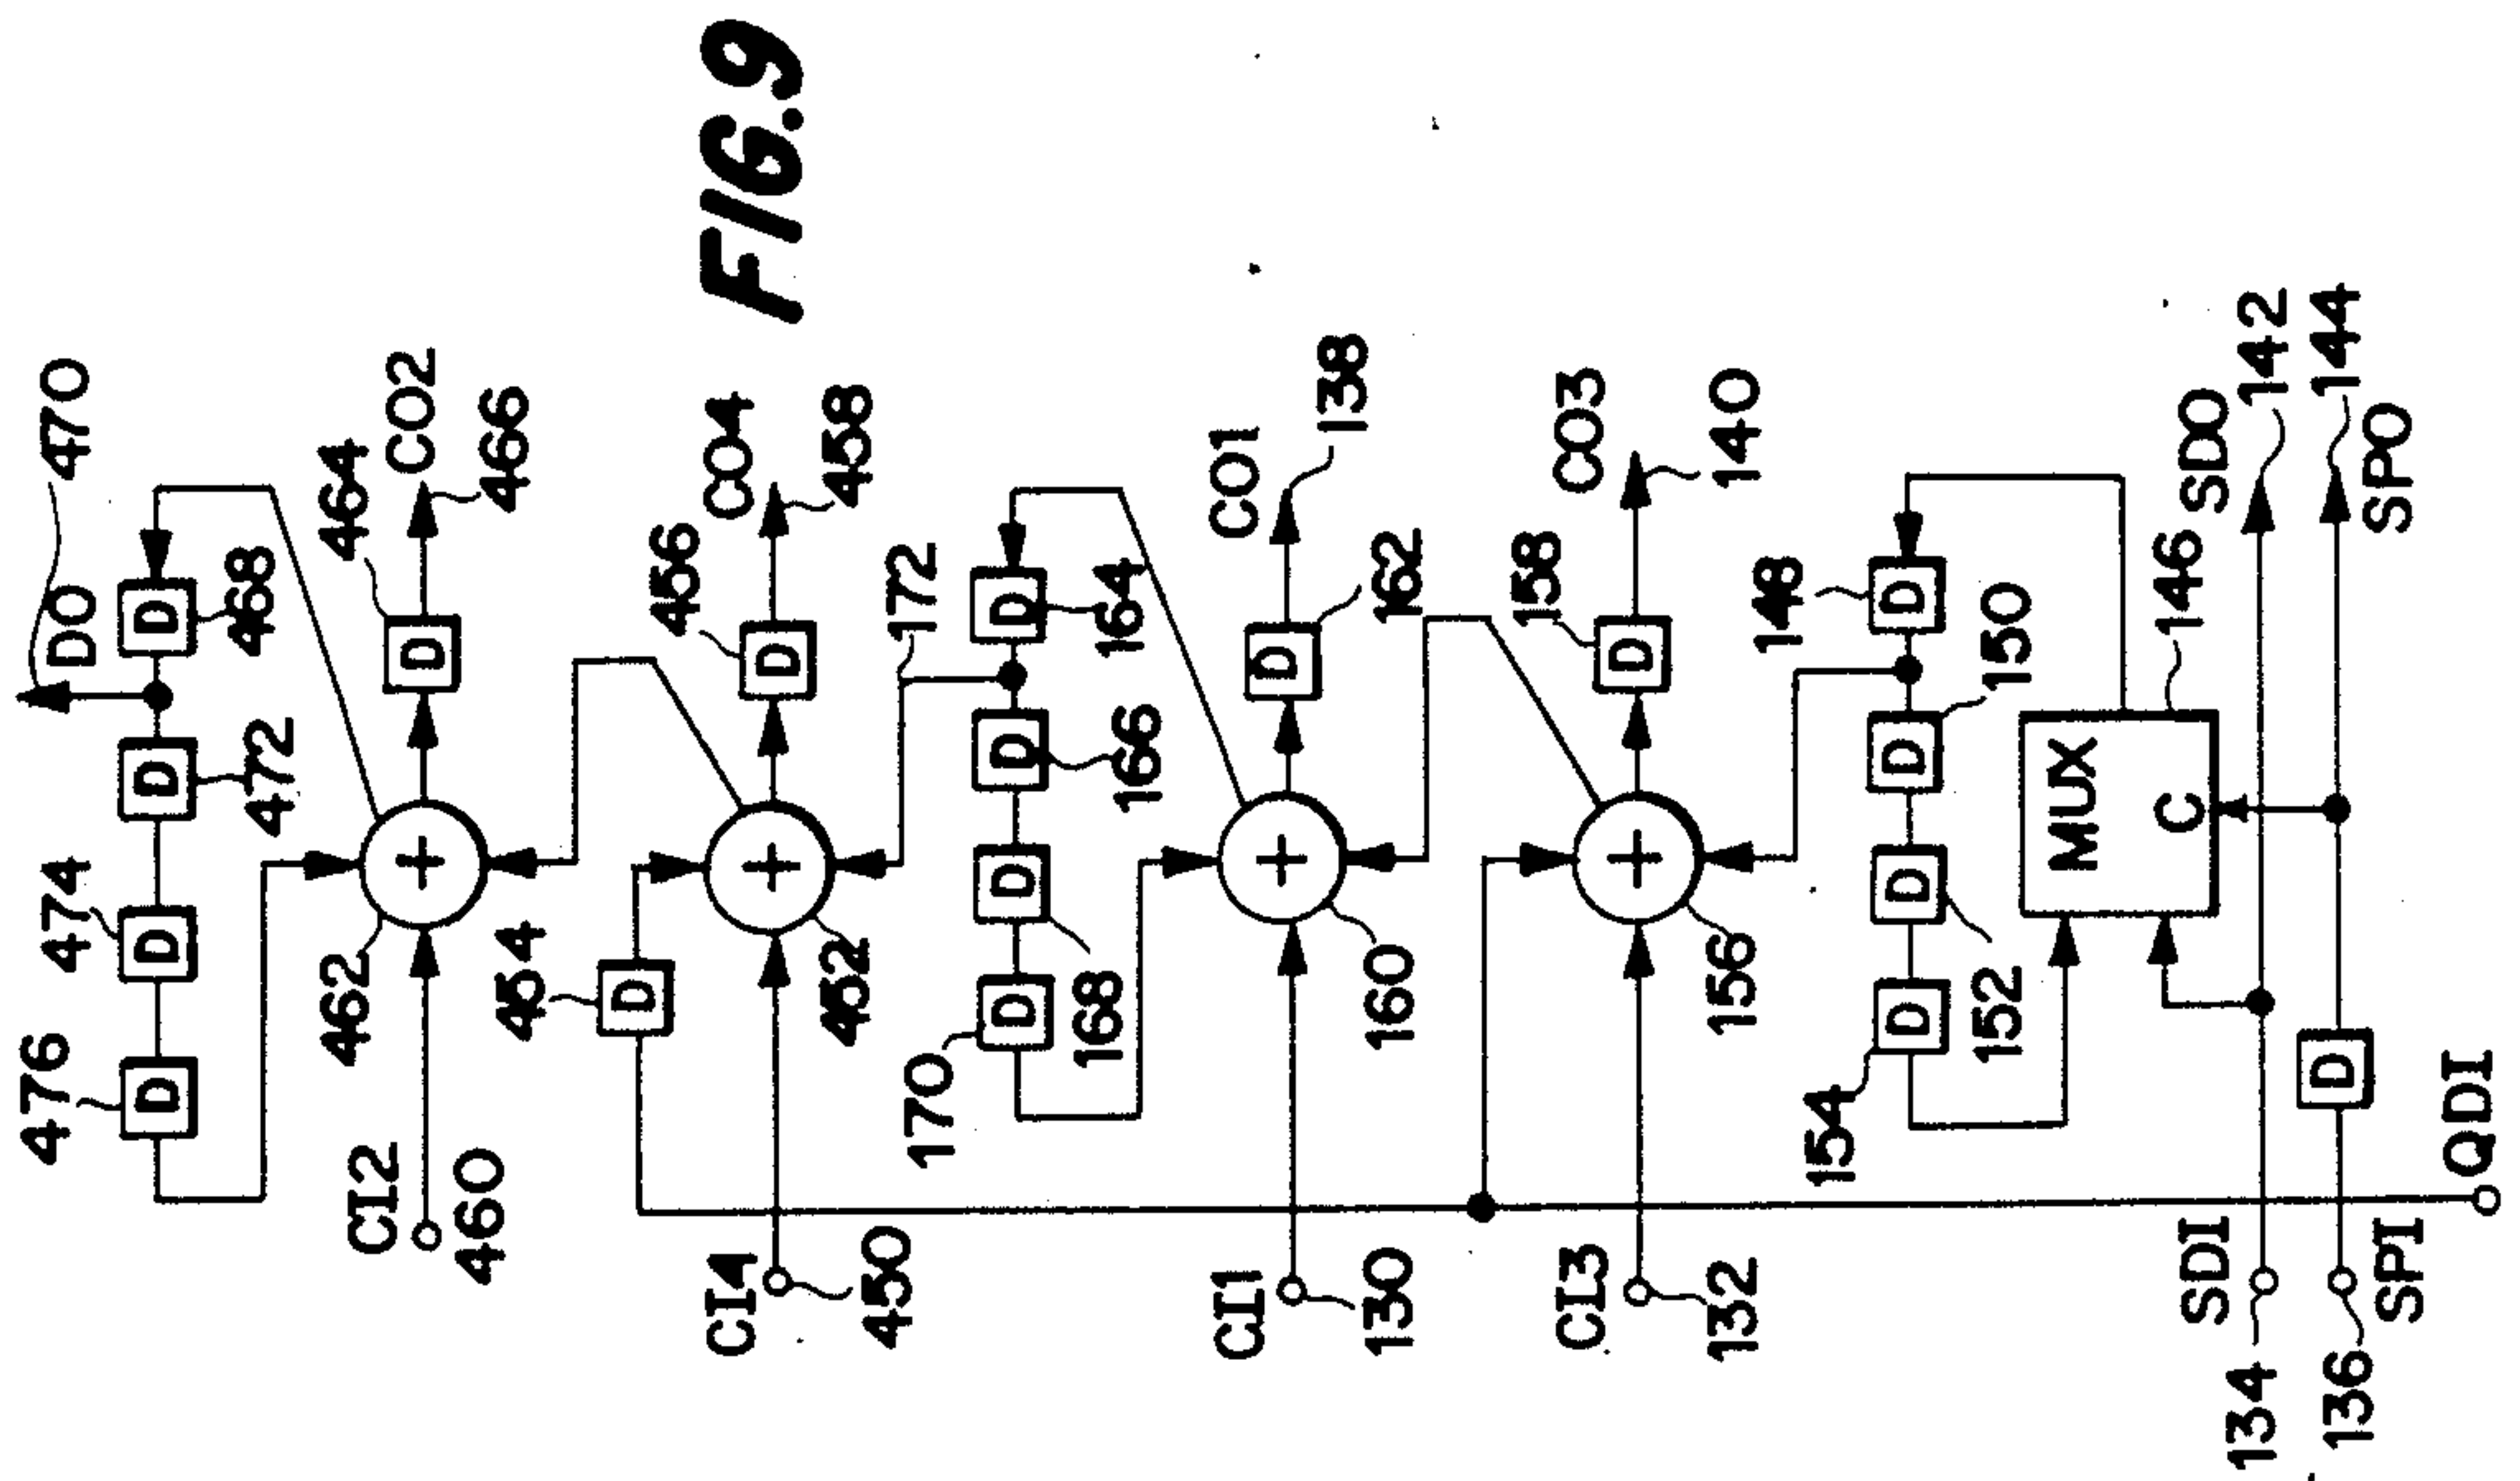 476 474 DO 470
D D D D
472 468
462 464
CI2 + D CO2
460 466
454 D 456
FIG.9
CI4 + D CO4
450 452 458
170 172
D D D D
168 166 164
CI1 + D CO1
130 160 162 138
158
CI3 + D CO3
132 156 140
154 148
D D D D
152 150
MUX
C 146
SDI SDO
134 142
136 D 144
SPI SPO
QDI